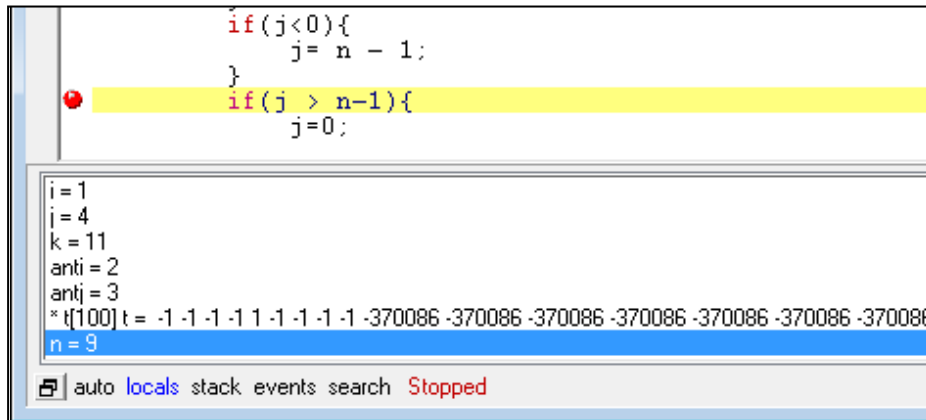 if(j<0){
j= n - 1;
}
if(j > n-1){
j=0;
i = 1
j = 4
k = 11
anti = 2
antj = 3
* t[100] t = -1 -1 -1 -1 1 -1 -1 -1 -1 -370086 -370086 -370086 -370086 -370086 -370086 -370086
n = 9
auto locals stack events search Stopped